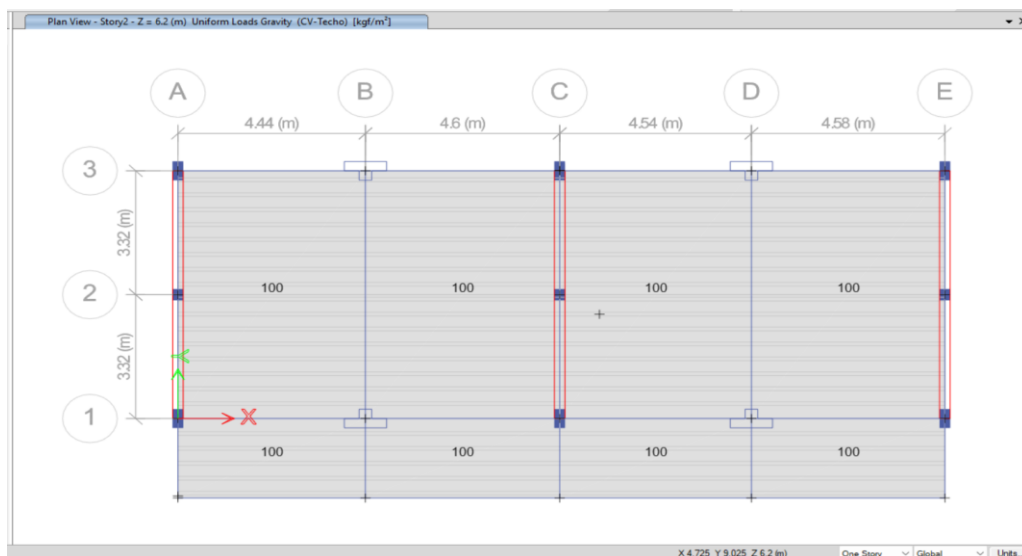 Plan View - Story2 - Z = 6.2 (m) Uniform Loads Gravity (CV-Techo) [kgf/m²]
A B C D E
4.44 (m) 4.6 (m) 4.54 (m) 4.58 (m)
3
3.32 (m)
100 100 100 100
2
3.32 (m)
Y
1
X
100 100 100 100
X 4.725 Y 9.025 Z 6.2 (m) One Story Global Units...